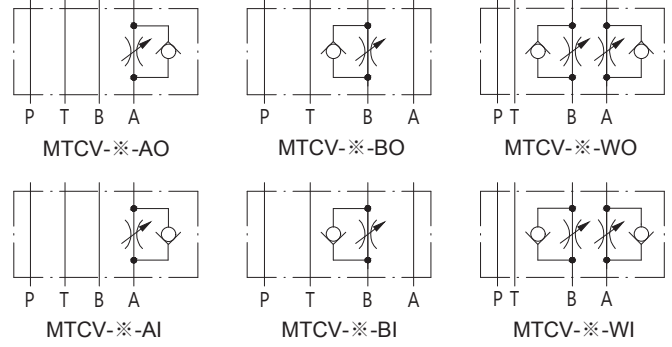 P T B A
P T B A
P T B A
MTCV-※-AO
MTCV-※-BO
MTCV-※-WO
P T B A
P T B A
P T B A
MTCV-※-AI
MTCV-※-BI
MTCV-※-WI